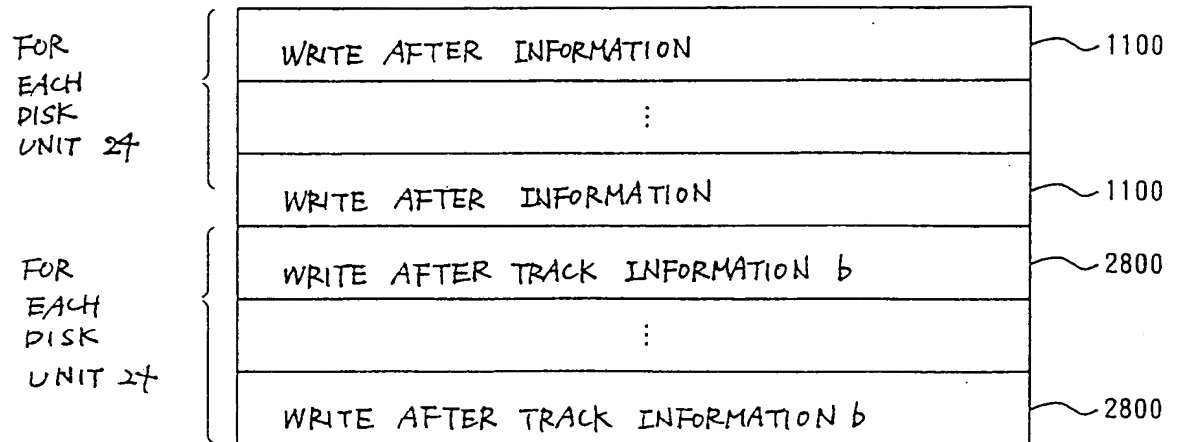 FOR
EACH
DISK
UNIT 24
WRITE AFTER INFORMATION
1100
⋮
WRITE AFTER INFORMATION
1100
FOR
EACH
DISK
UNIT 24
WRITE AFTER TRACK INFORMATION b
2800
⋮
WRITE AFTER TRACK INFORMATION b
2800